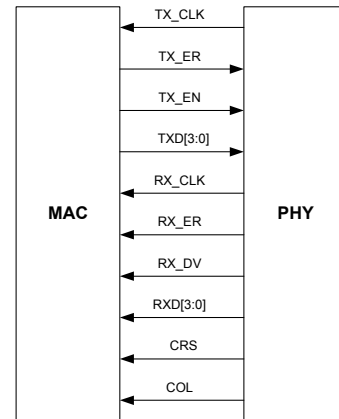 TX_CLK
TX_ER
TX_EN
TXD[3:0]
RX_CLK
MAC
PHY
RX_ER
RX_DV
RXD[3:0]
CRS
COL